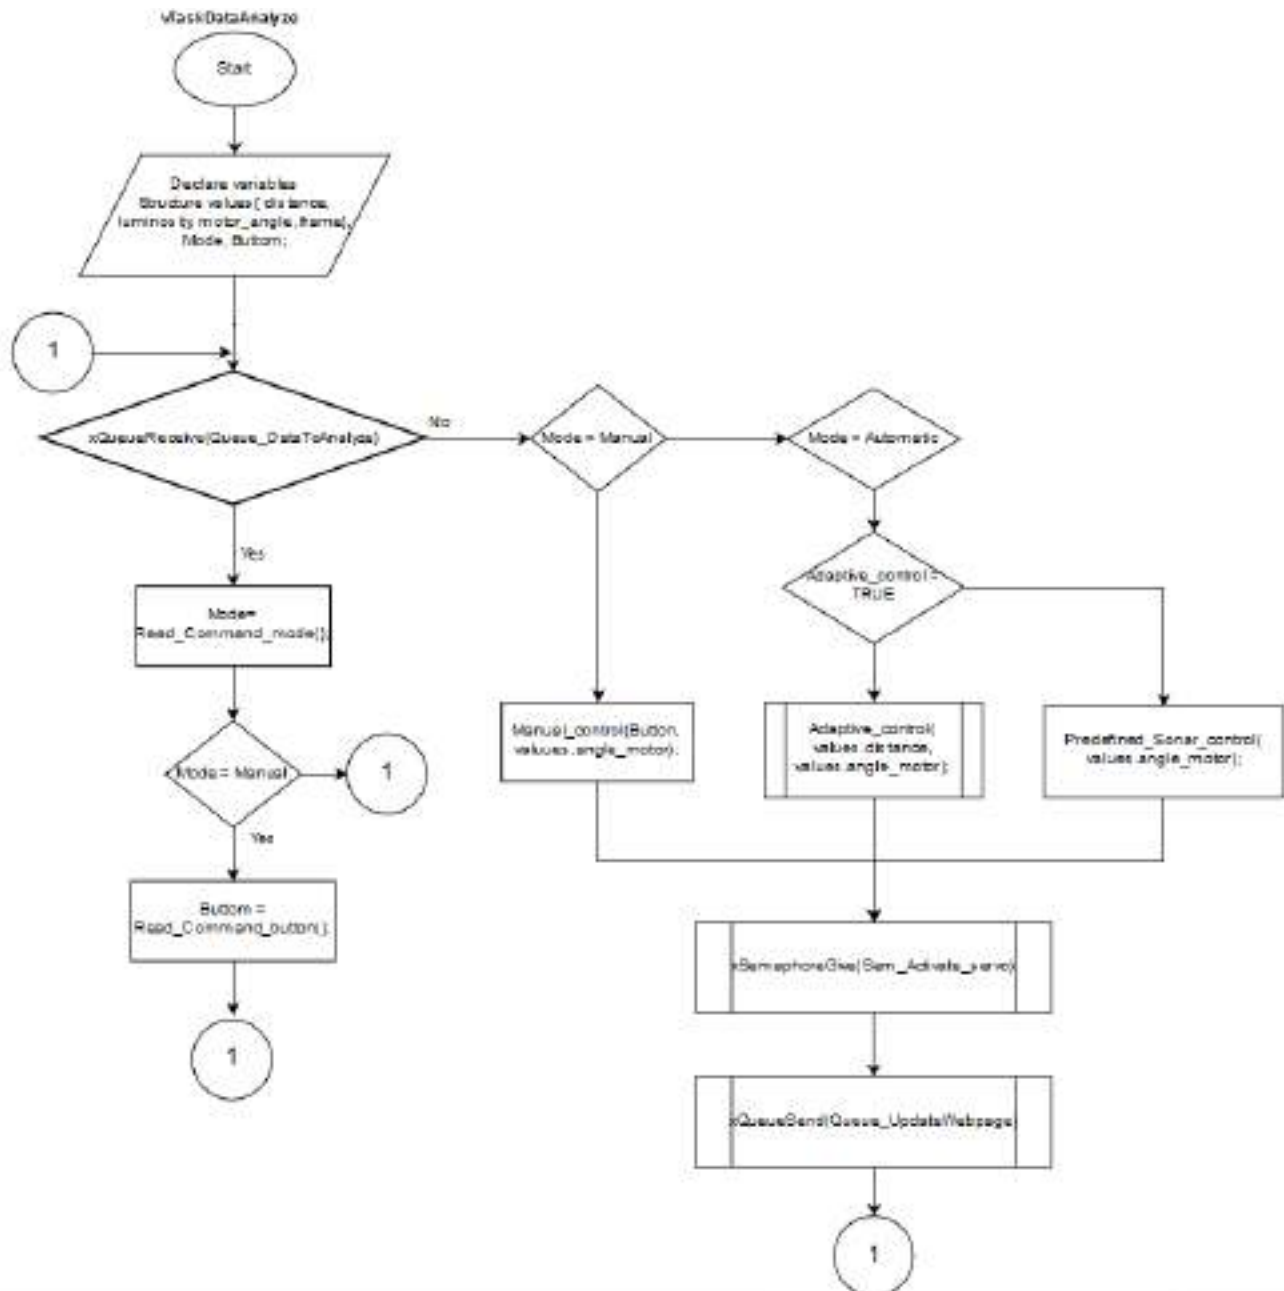 vTaskDataAnalyze
Start
Declare variables
Structure values( distance,
luminosity motor_angle, frame),
Mode, Buttom;
1
xQueueReceive(Queue_DataToAnalyze)
No
Mode = Manual
Mode = Automatic
Yes
Adaptive_control =
TRUE
Mode=
Read_Command_mode();
Mode = Manual
1
Yes
Manual_control(Button,
valuues.angle_motor);
Adaptive_control(
values.distance,
values.angle_motor);
Predefined_Sonar_control(
values.angle_motor);
Buttom =
Read_Command_button();
xSemaphoreGive(Sem_Activate_servo)
1
xQueueSend(Queue_UpdateWebpage
1